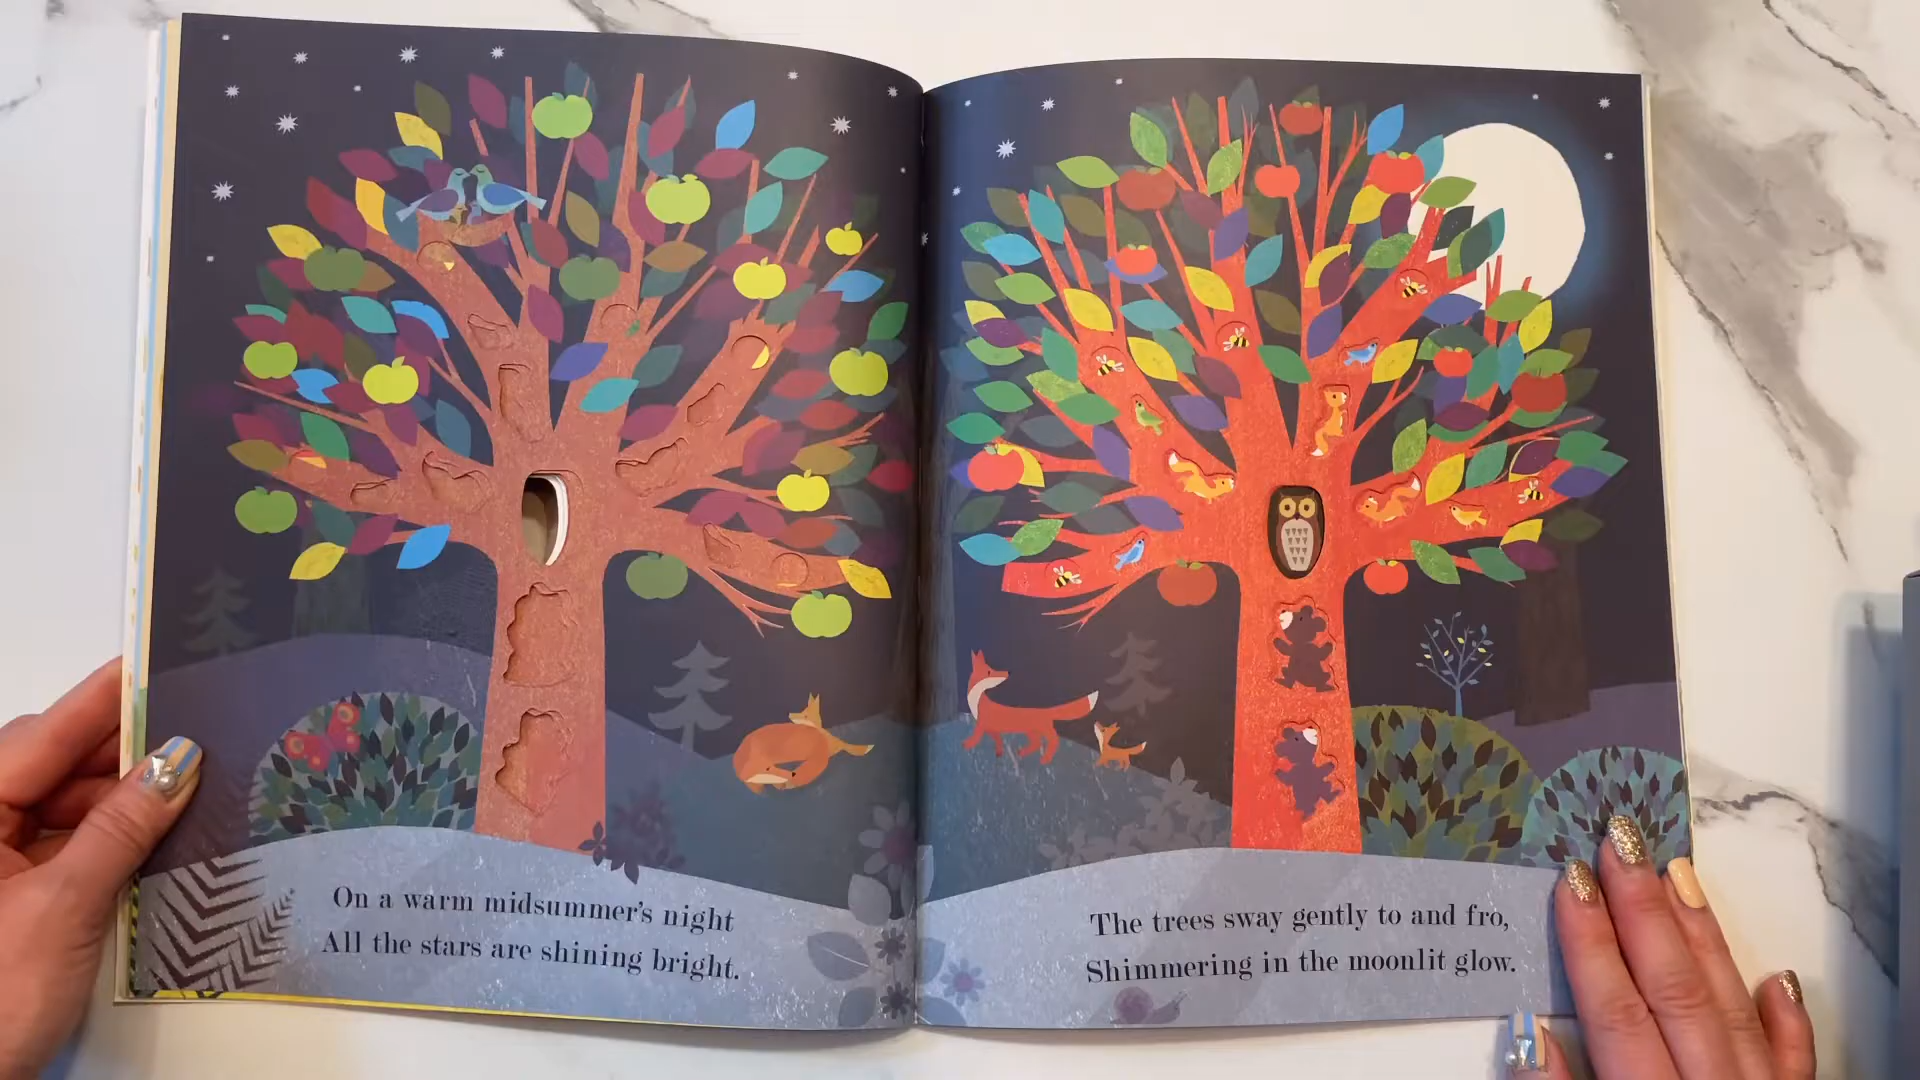 On a warm midsummer's night
All the stars are shining bright.
The trees sway gently to and fro,
Shimmering in the moonlit glow.